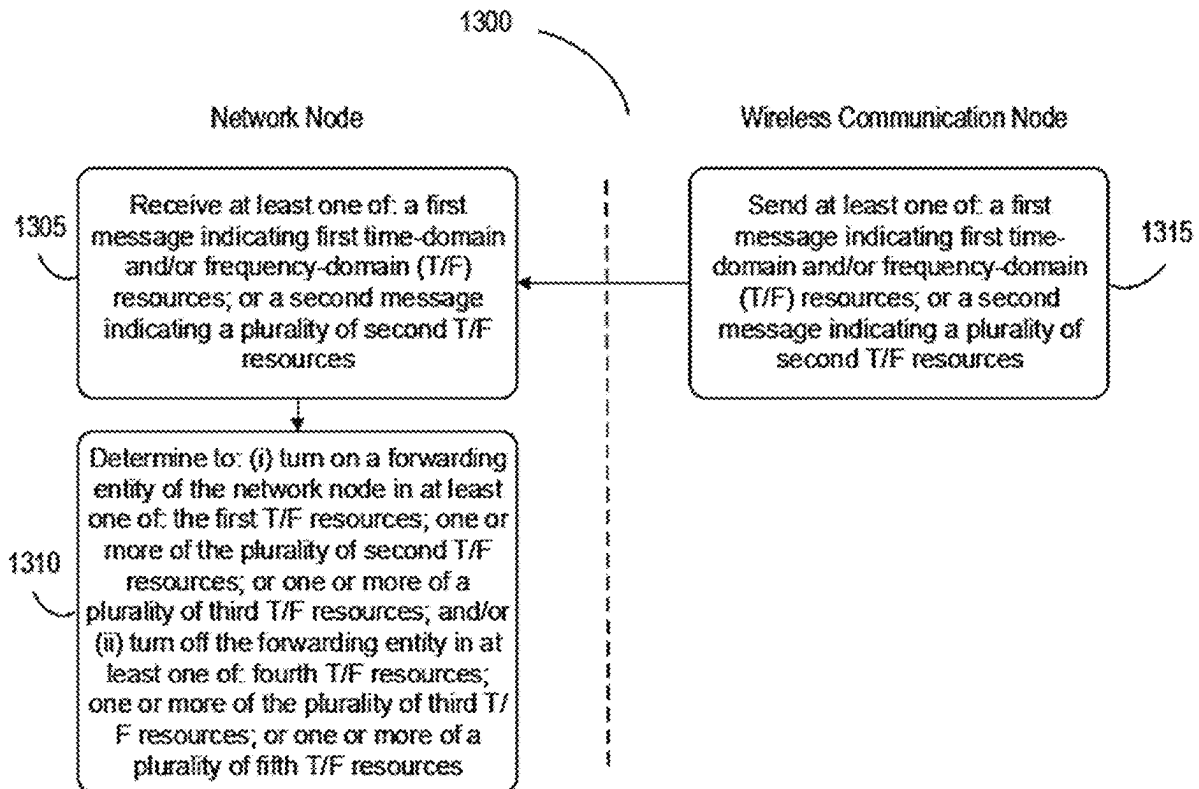 1300
Network Node
Wireless Communication Node
1305
Receive at least one of: a first
message indicating first time-domain
and/or frequency-domain (T/F)
resources; or a second message
indicating a plurality of second T/F
resources
Send at least one of: a first
message indicating first time-
domain and/or frequency-domain
(T/F) resources; or a second
message indicating a plurality of
second T/F resources
1315
1310
Determine to: (i) turn on a forwarding
entity of the network node in at least
one of: the first T/F resources; one or
more of the plurality of second T/F
resources; or one or more of a
plurality of third T/F resources; and/or
(ii) turn off the forwarding entity in at
least one of: fourth T/F resources;
one or more of the plurality of third T/
F resources; or one or more of a
plurality of fifth T/F resources